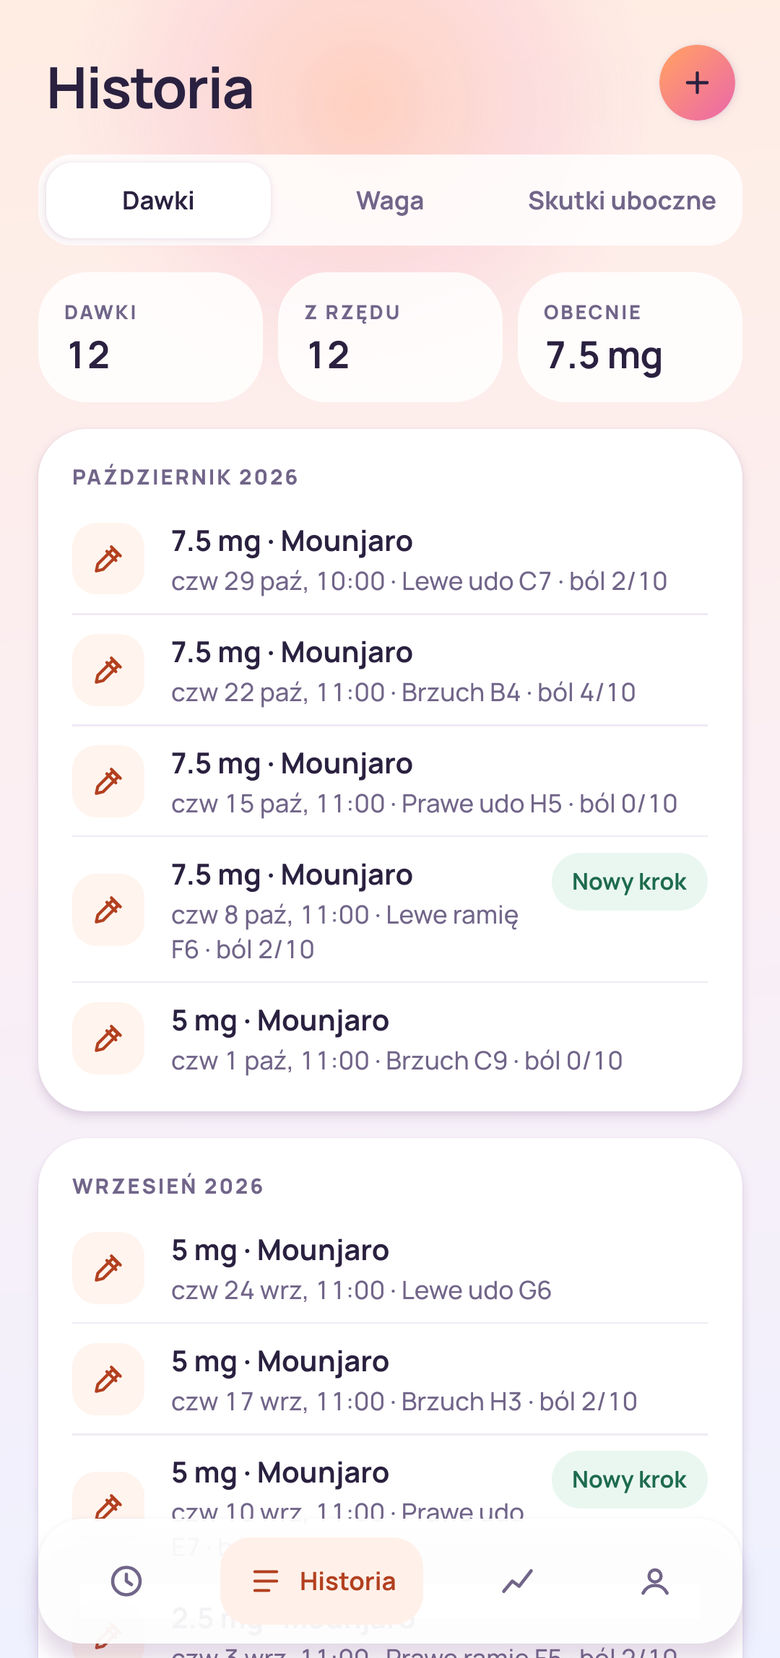 Historia
Dawki
Waga
Skutki uboczne
DAWKI
12
Z RZĘDU
12
OBECNIE
7.5 mg
PAŹDZIERNIK 2026
7.5 mg · Mounjaro
czw 29 paź, 10:00 · Lewe udo C7 · ból 2/10
7.5 mg · Mounjaro
czw 22 paź, 11:00 · Brzuch B4 · ból 4/10
7.5 mg · Mounjaro
czw 15 paź, 11:00 · Prawe udo H5 · ból 0/10
7.5 mg · Mounjaro
Nowy krok
czw 8 paź, 11:00 · Lewe ramię
F6 · ból 2/10
5 mg · Mounjaro
czw 1 paź, 11:00 · Brzuch C9 · ból 0/10
WRZESIEŃ 2026
5 mg · Mounjaro
czw 24 wrz, 11:00 · Lewe udo G6
5 mg · Mounjaro
czw 17 wrz, 11:00 · Brzuch H3 · ból 2/10
5 mg · Mounjaro
Nowy krok
czw 10 wrz, 11:00 · Prawe udo
E7
Historia
2.5 mg · Mounjaro
czw 3 wrz, 11:00 · Prawe ramię F5 · ból 2/10